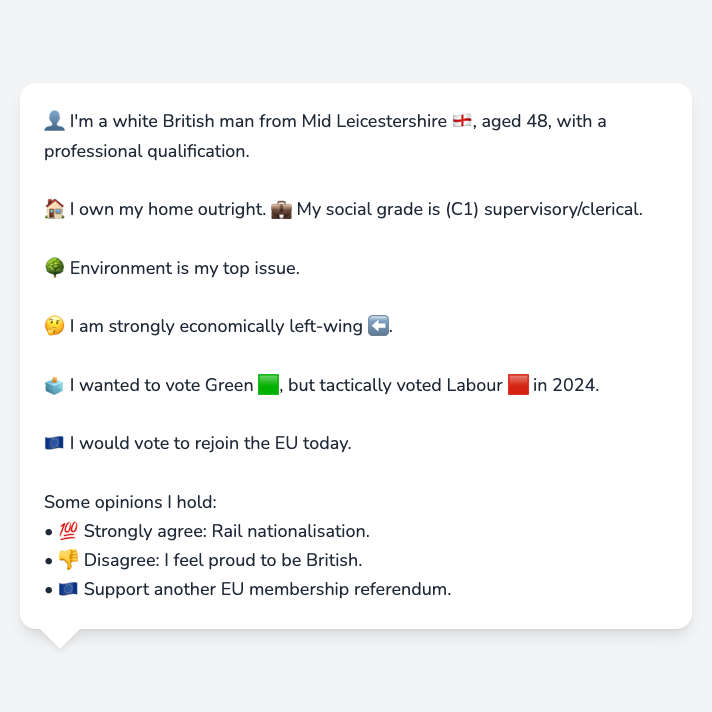 👤 I'm a white British man from Mid Leicestershire 🏴󠁧󠁢󠁥󠁮󠁧󠁿, aged 48, with a
professional qualification.
🏠 I own my home outright. 💼 My social grade is (C1) supervisory/clerical.
🌳 Environment is my top issue.
🤔 I am strongly economically left-wing ⬅️.
🗳️ I wanted to vote Green 🟩, but tactically voted Labour 🟥 in 2024.
🇪🇺 I would vote to rejoin the EU today.
Some opinions I hold:
• 💯 Strongly agree: Rail nationalisation.
• 👎 Disagree: I feel proud to be British.
• 🇪🇺 Support another EU membership referendum.